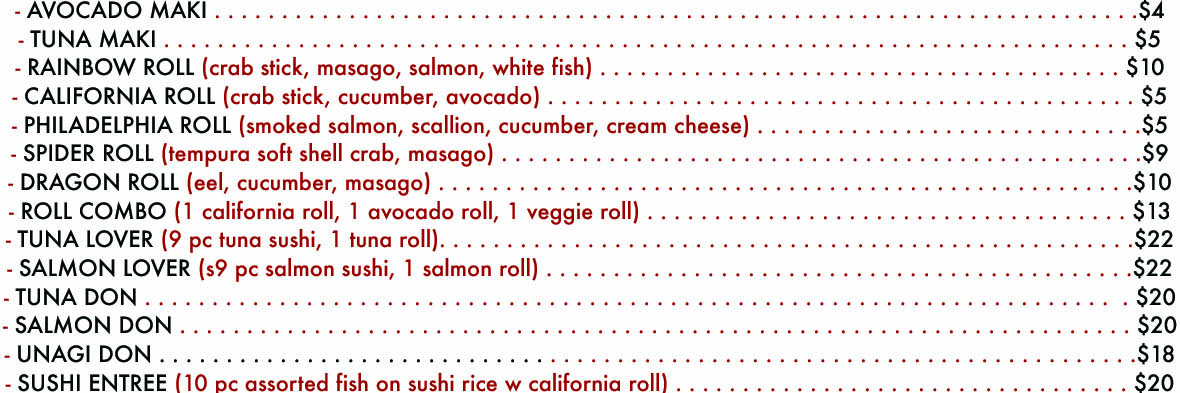 - AVOCADO MAKI . . . . . . . . . . . . . . . . . . . . . . . . . . . . . . $4
- TUNA MAKI . . . . . . . . . . . . . . . . . . . . . . . . . . . . . . $5
- RAINBOW ROLL (crab stick, masago, salmon, white fish) . . . . . . . . . . . . . . . . . . . . $10
- CALIFORNIA ROLL (crab stick, cucumber, avocado) . . . . . . . . . . . . . . . . . . . . $5
- PHILADELPHIA ROLL (smoked salmon, scallion, cucumber, cream cheese) . . . . . . . . . . . . . . . $5
- SPIDER ROLL (tempura soft shell crab, masago) . . . . . . . . . . . . . . . . . . . . $9
- DRAGON ROLL (eel, cucumber, masago) . . . . . . . . . . . . . . . . . . . . $10
- ROLL COMBO (1 california roll, 1 avocado roll, 1 veggie roll) . . . . . . . . . . . . . . . . . . . . $13
- TUNA LOVER (9 pc tuna sushi, 1 tuna roll). . . . . . . . . . . . . . . . . . . . $22
- SALMON LOVER (s9 pc salmon sushi, 1 salmon roll) . . . . . . . . . . . . . . . . . . . . $22
- TUNA DON . . . . . . . . . . . . . . . . . . . . . . . . . . . . . . $20
- SALMON DON . . . . . . . . . . . . . . . . . . . . . . . . . . . . . . $20
- UNAGI DON . . . . . . . . . . . . . . . . . . . . . . . . . . . . . . $18
- SUSHI ENTREE (10 pc assorted fish on sushi rice w california roll) . . . . . . . . . . . . . . . $20